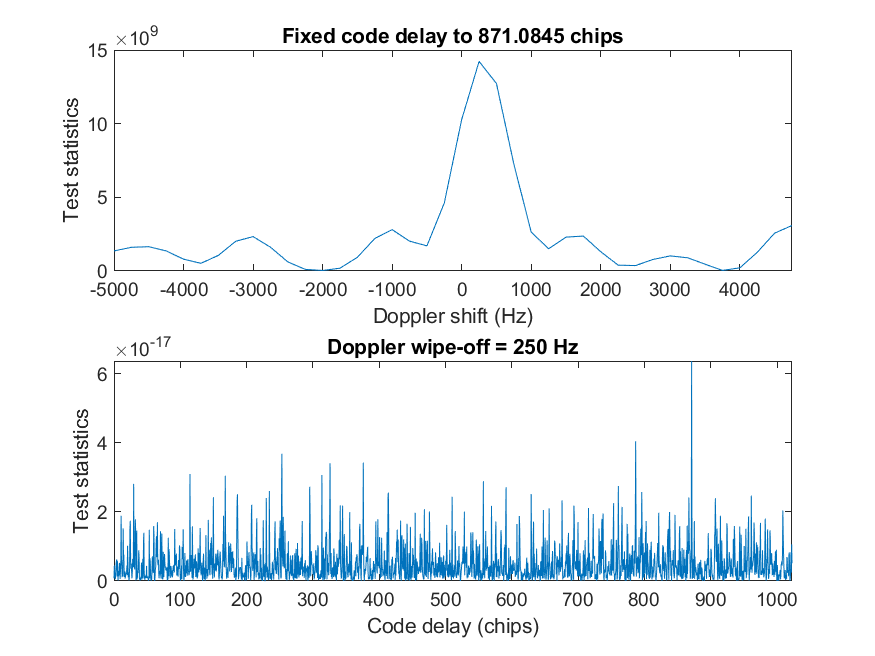 ×10^9
Fixed code delay to 871.0845 chips
15
10
5
0
Test statistics
-5000 -4000 -3000 -2000 -1000 0 1000 2000 3000 4000
Doppler shift (Hz)
×10^-17
Doppler wipe-off = 250 Hz
6
4
2
0
Test statistics
0 100 200 300 400 500 600 700 800 900 1000
Code delay (chips)